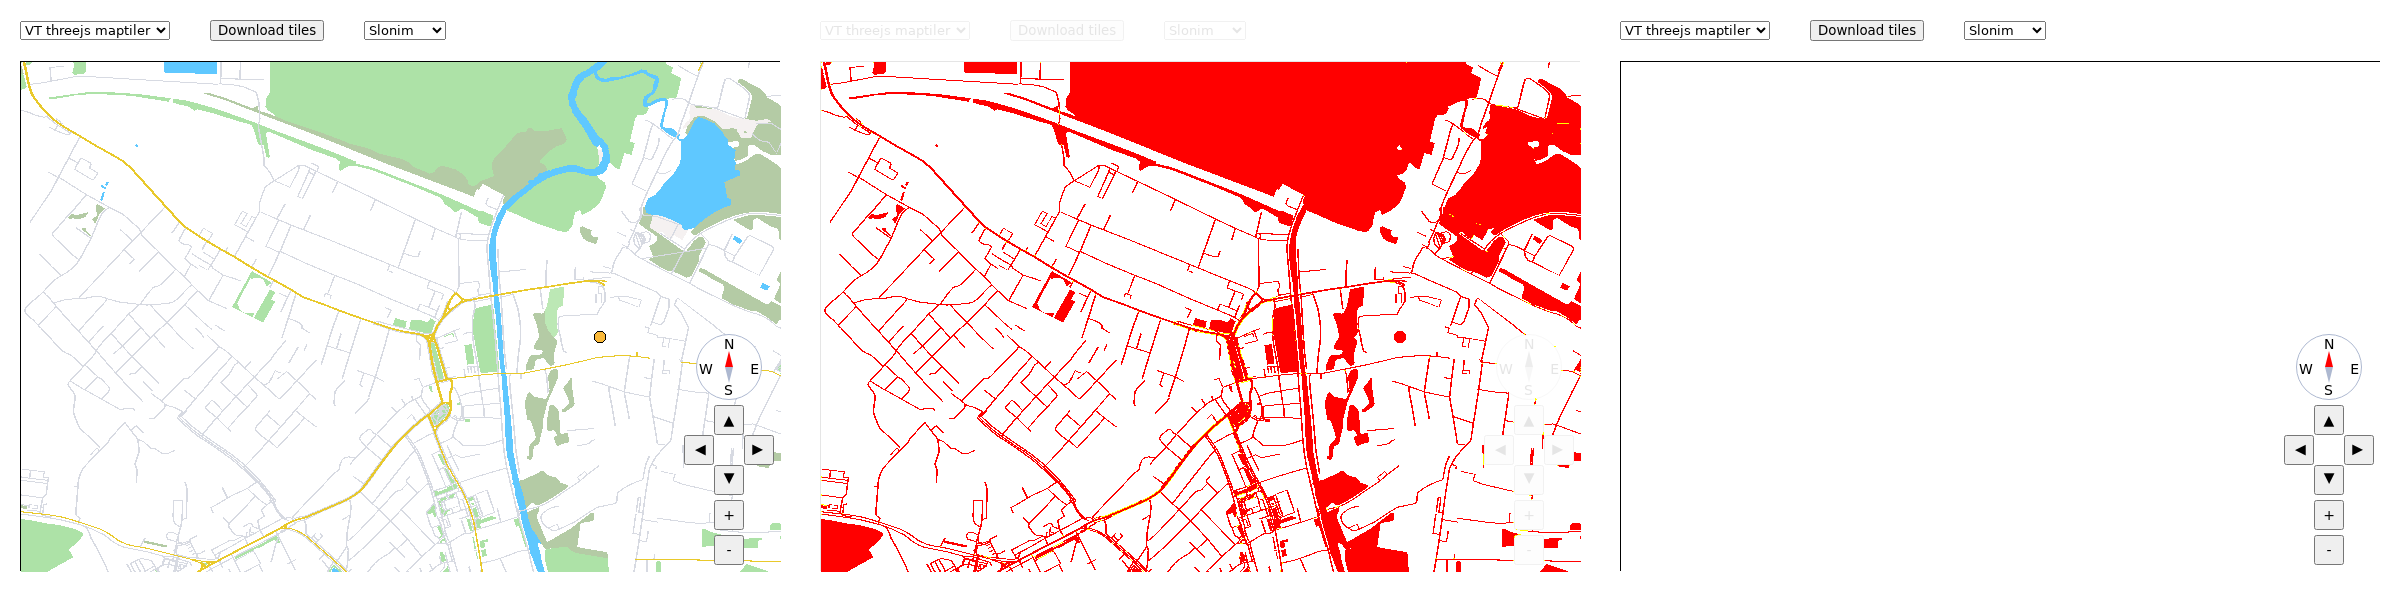 VT threejs maptiler Download tiles Slonim
N
W E
S
▲
◀ ▶
▼
+
-
VT threejs maptiler Download tiles Slonim
N
W E
S
▲
◀ ▶
▼
+
-
VT threejs maptiler Download tiles Slonim
N
W E
S
▲
◀ ▶
▼
+
-